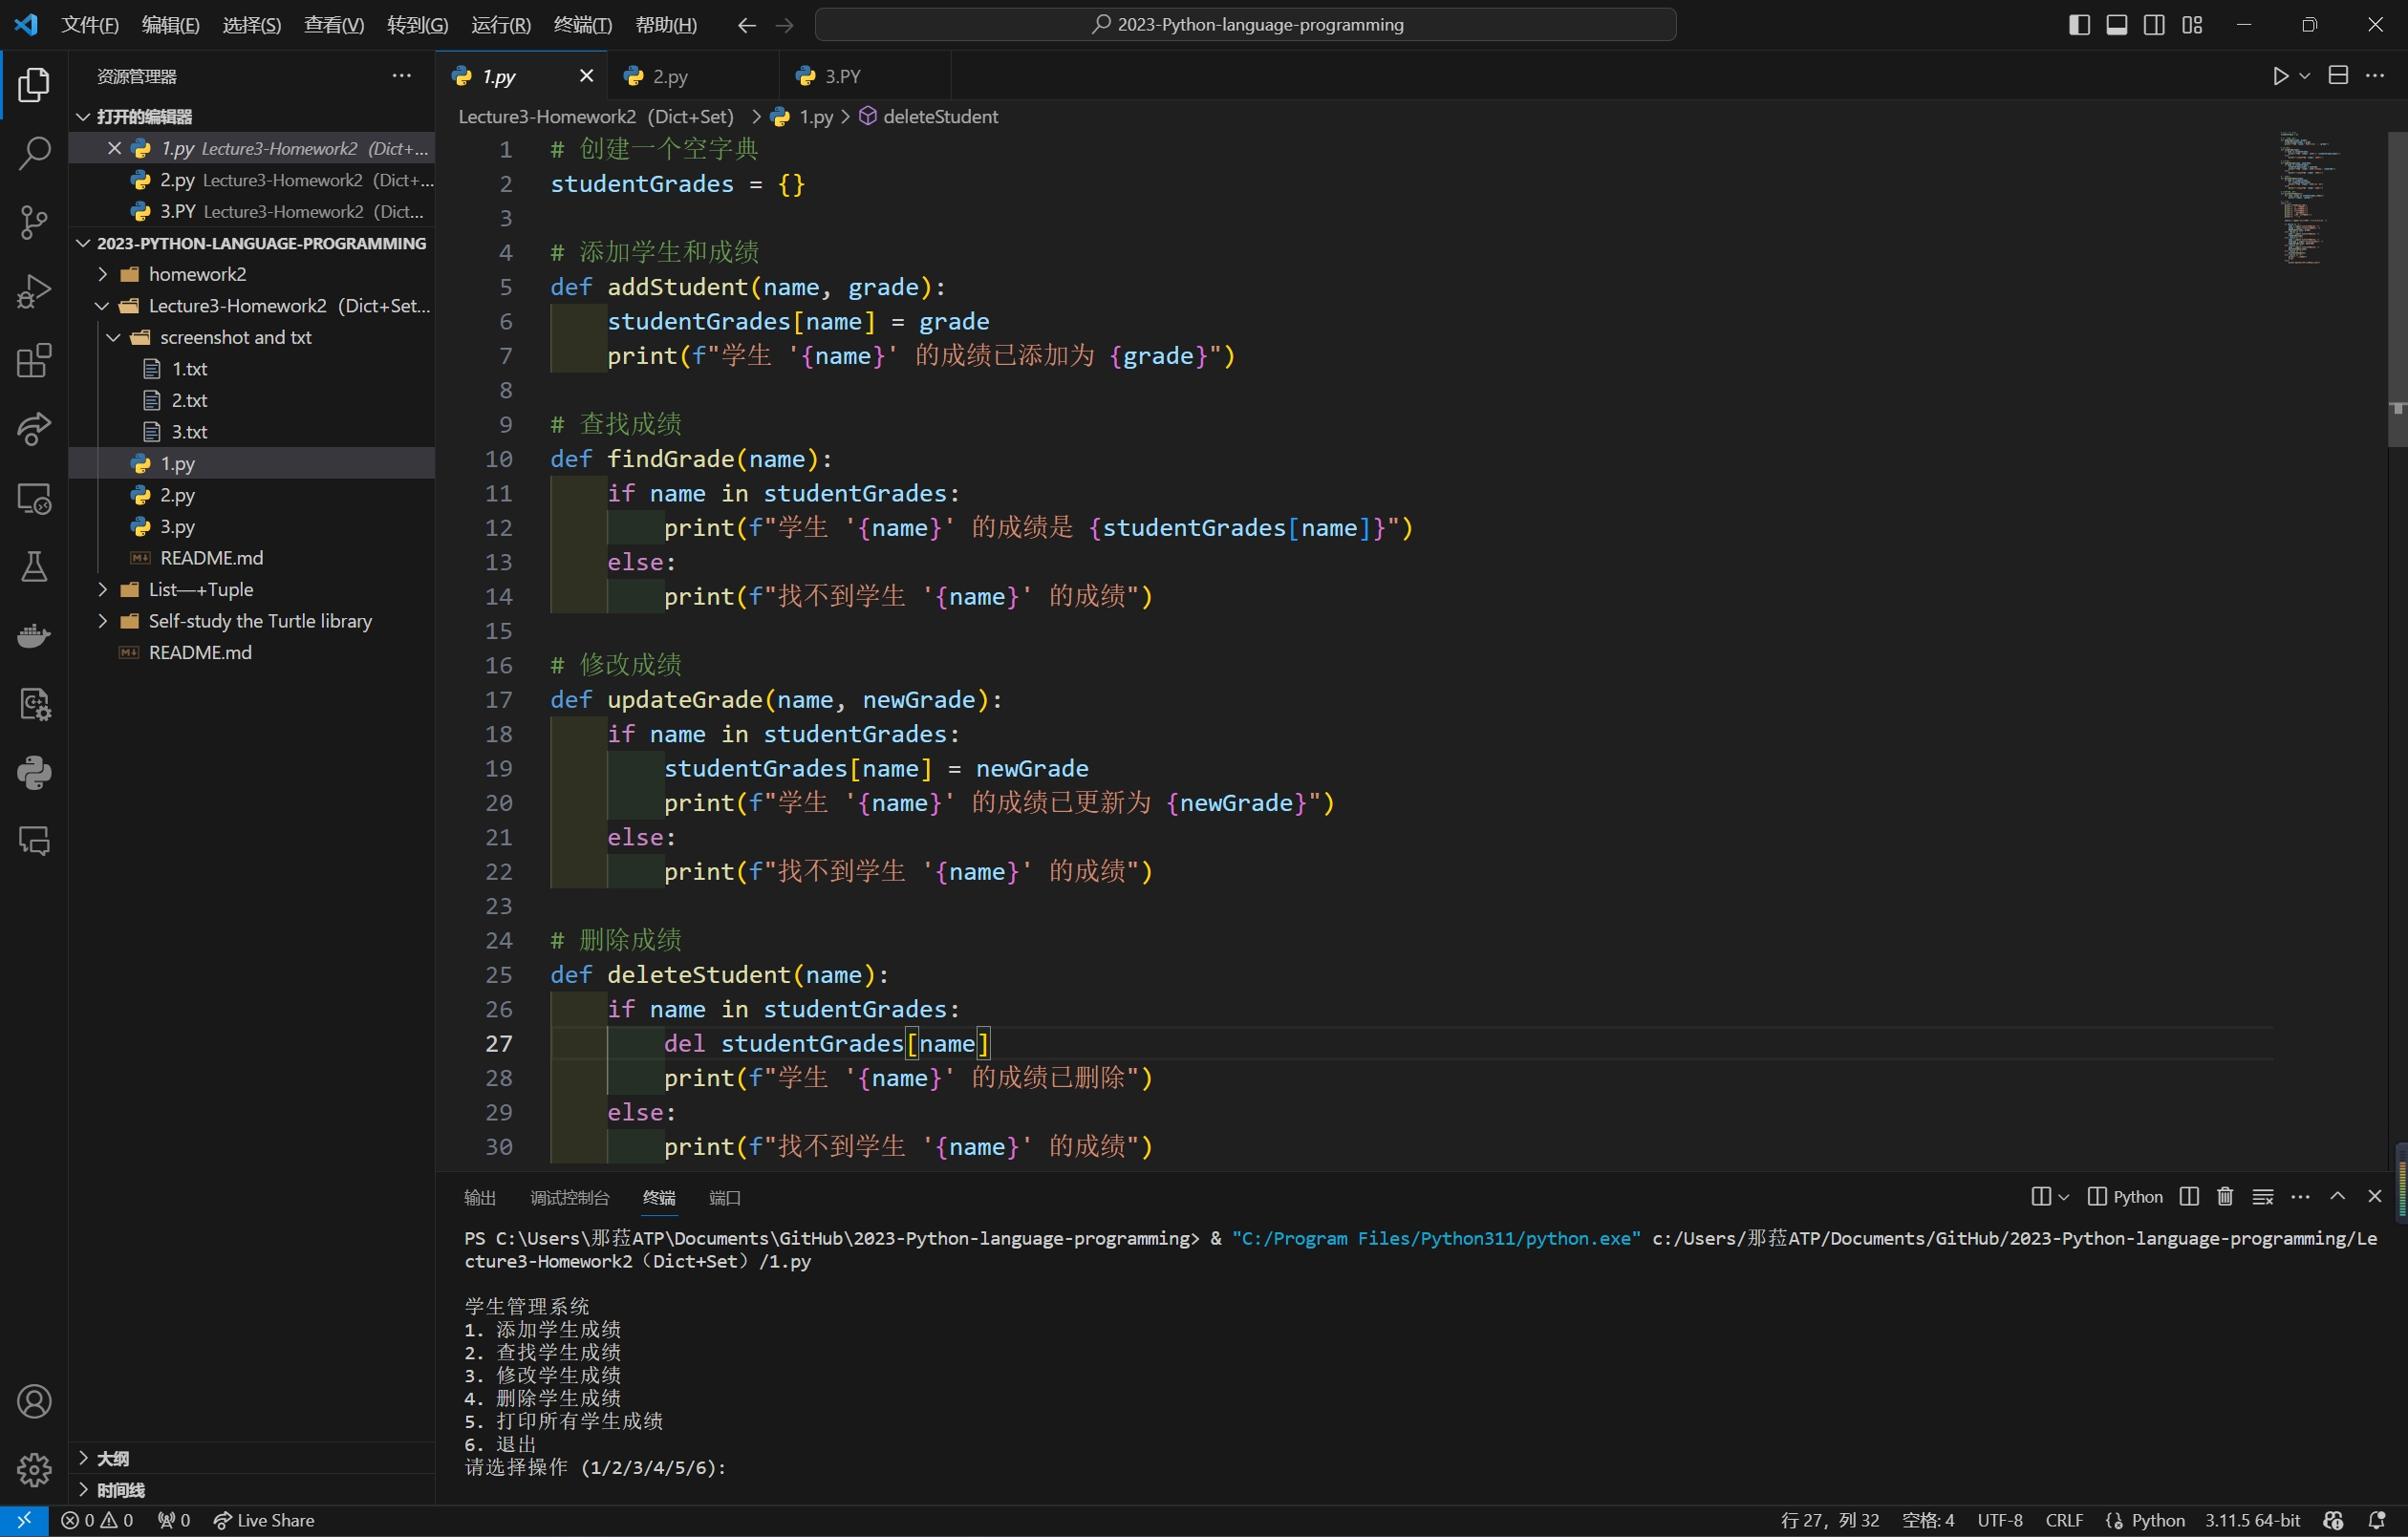 文件(F) 编辑(E) 选择(S) 查看(V) 转到(G) 运行(R) 终端(T) 帮助(H) 2023-Python-language-programming
资源管理器
打开的编辑器
1.py Lecture3-Homework2 (Dict+...
2.py Lecture3-Homework2 (Dict+...
3.PY Lecture3-Homework2 (Dict...
2023-PYTHON-LANGUAGE-PROGRAMMING
homework2
Lecture3-Homework2 (Dict+Set...
screenshot and txt
1.txt
2.txt
3.txt
1.py
2.py
3.py
README.md
List—+Tuple
Self-study the Turtle library
README.md
大纲
时间线
1.py 2.py 3.PY
Lecture3-Homework2 (Dict+Set) > 1.py > deleteStudent
1 # 创建一个空字典
2 studentGrades = {}
3
4 # 添加学生和成绩
5 def addStudent(name, grade):
6 studentGrades[name] = grade
7 print(f"学生 '{name}' 的成绩已添加为 {grade}")
8
9 # 查找成绩
10 def findGrade(name):
11 if name in studentGrades:
12 print(f"学生 '{name}' 的成绩是 {studentGrades[name]}")
13 else:
14 print(f"找不到学生 '{name}' 的成绩")
15
16 # 修改成绩
17 def updateGrade(name, newGrade):
18 if name in studentGrades:
19 studentGrades[name] = newGrade
20 print(f"学生 '{name}' 的成绩已更新为 {newGrade}")
21 else:
22 print(f"找不到学生 '{name}' 的成绩")
23
24 # 删除成绩
25 def deleteStudent(name):
26 if name in studentGrades:
27 del studentGrades[name]
28 print(f"学生 '{name}' 的成绩已删除")
29 else:
30 print(f"找不到学生 '{name}' 的成绩")
输出 调试控制台 终端 端口 Python
PS C:\Users\那菈ATP\Documents\GitHub\2023-Python-language-programming> & "C:/Program Files/Python311/python.exe" c:/Users/那菈ATP/Documents/GitHub/2023-Python-language-programming/Le
cture3-Homework2（Dict+Set）/1.py
学生管理系统
1. 添加学生成绩
2. 查找学生成绩
3. 修改学生成绩
4. 删除学生成绩
5. 打印所有学生成绩
6. 退出
请选择操作 (1/2/3/4/5/6):
0 0 0 Live Share 行 27, 列 32 空格: 4 UTF-8 CRLF Python 3.11.5 64-bit